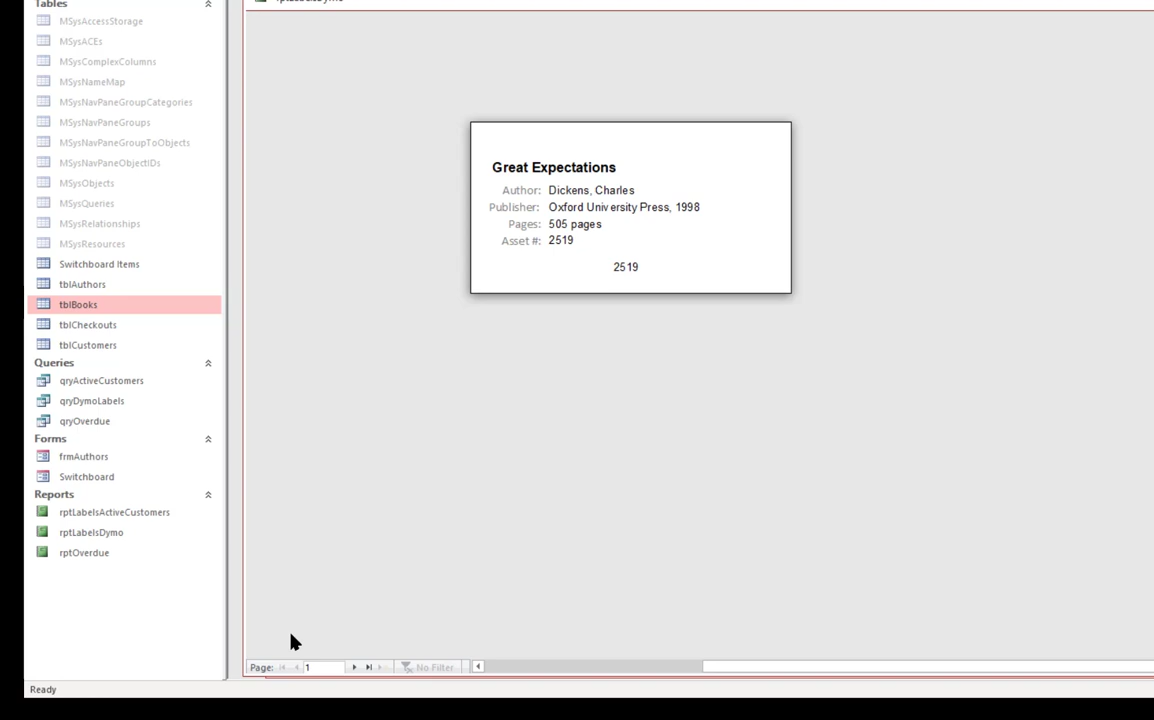 Tables
MSysAccessStorage
MSysACEs
MSysComplexColumns
MSysNameMap
MSysNavPaneGroupCategories
MSysNavPaneGroups
MSysNavPaneGroupToObjects
MSysNavPaneObjectIDs
MSysObjects
MSysQueries
MSysRelationships
MSysResources
Switchboard Items
tblAuthors
tblBooks
tblCheckouts
tblCustomers
Queries
qryActiveCustomers
qryDymoLabels
qryOverdue
Forms
frmAuthors
Switchboard
Reports
rptLabelsActiveCustomers
rptLabelsDymo
rptOverdue
rptLabelsDymo
Great Expectations
Author: Dickens, Charles
Publisher: Oxford University Press, 1998
Pages: 505 pages
Asset #: 2519
2519
Page: 1 No Filter
Ready